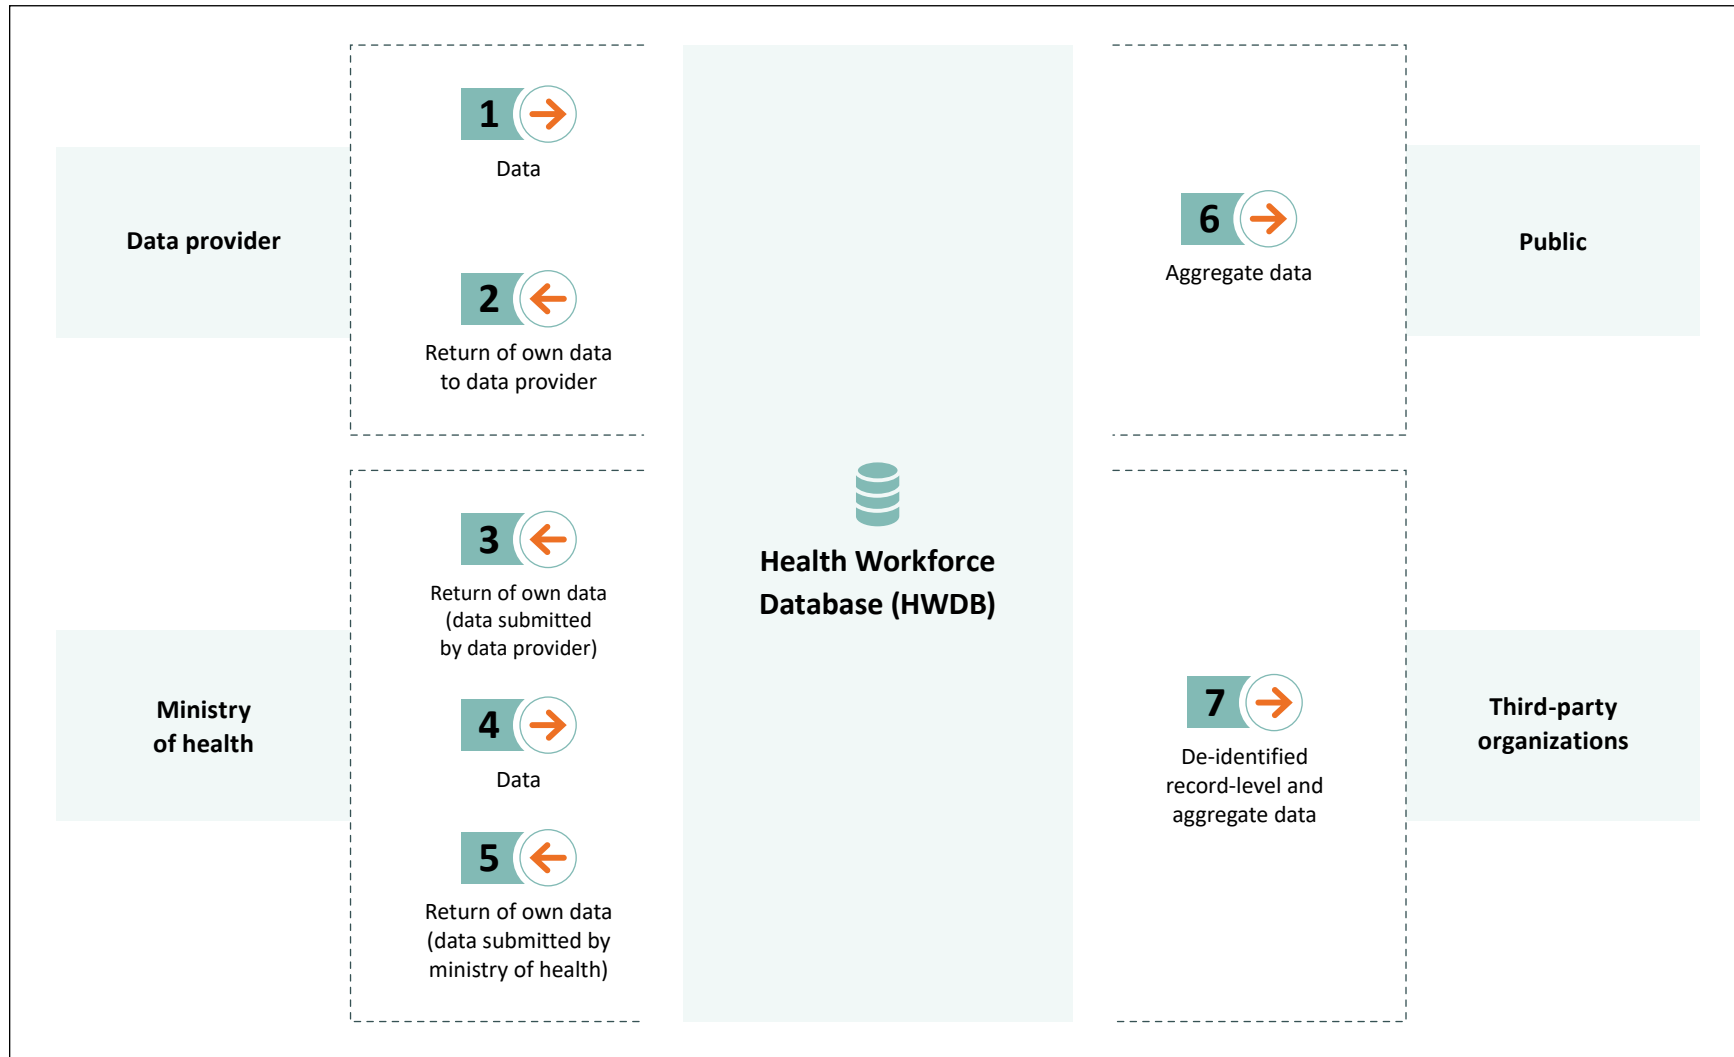 Data provider
1
Data
2
Return of own data
to data provider
Ministry
of health
3
Return of own data
(data submitted
by data provider)
4
Data
5
Return of own data
(data submitted by
ministry of health)
Health Workforce
Database (HWDB)
6
Aggregate data
Public
7
De-identified
record-level and
aggregate data
Third-party
organizations